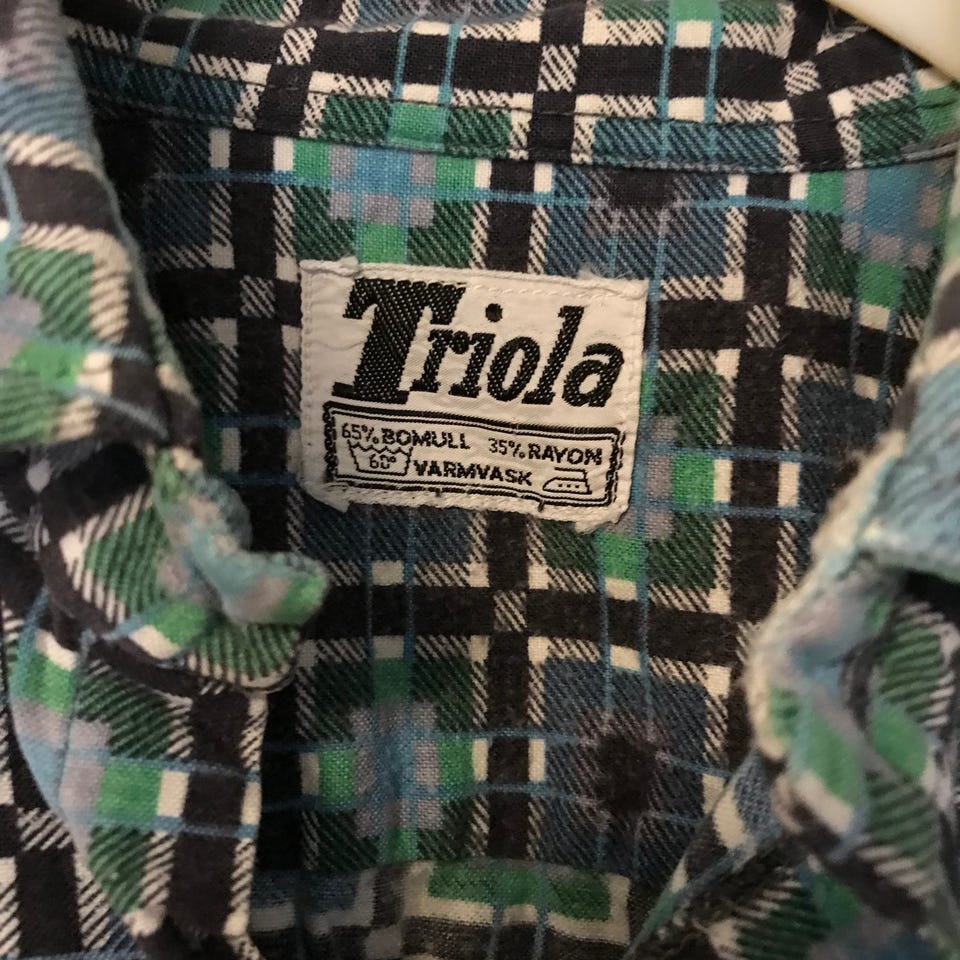 Triola
65% BOMULL 35% RAYON
60° VARMVASK